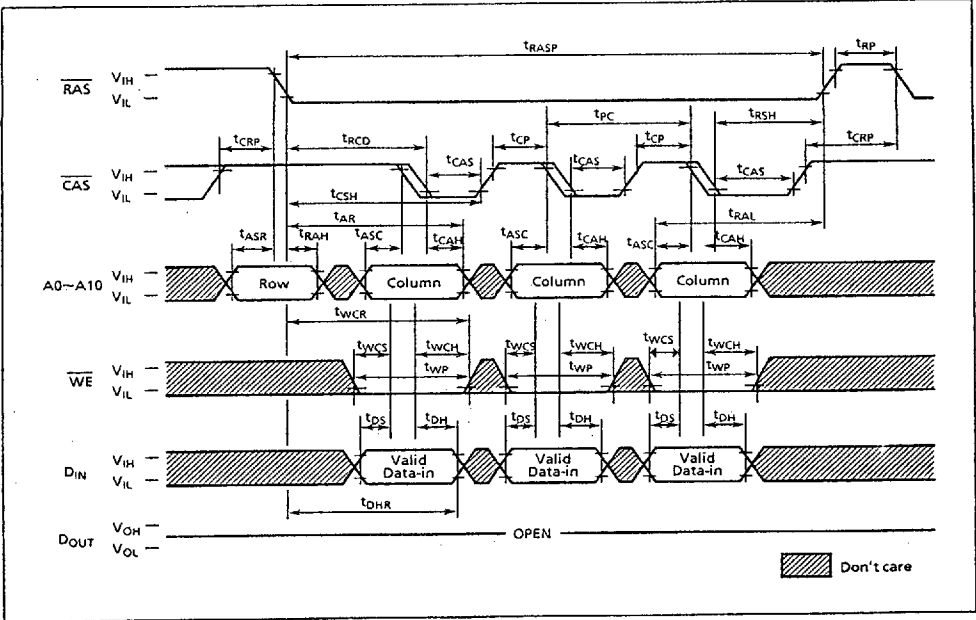 tRASP
tRP
RAS
VIH
VIL
tPC
tRSH
tCRP
tRCD
tCP
tCP
tCRP
CAS
VIH
VIL
tCAS
tCAS
tCAS
tCSH
tAR
tRAL
tASR
tRAH
tASC
tCAH
tASC
tCAH
tASC
tCAH
A0~A10
VIH
VIL
Row
Column
Column
Column
tWCR
tWCS
tWCH
tWCS
tWCH
tWCS
tWCH
WE
VIH
VIL
tWP
tWP
tWP
tDS
tDH
tDS
tDH
tDS
tDH
DIN
VIH
VIL
Valid
Data-in
Valid
Data-in
Valid
Data-in
tDHR
DOUT
VOH
VOL
OPEN
Don't care